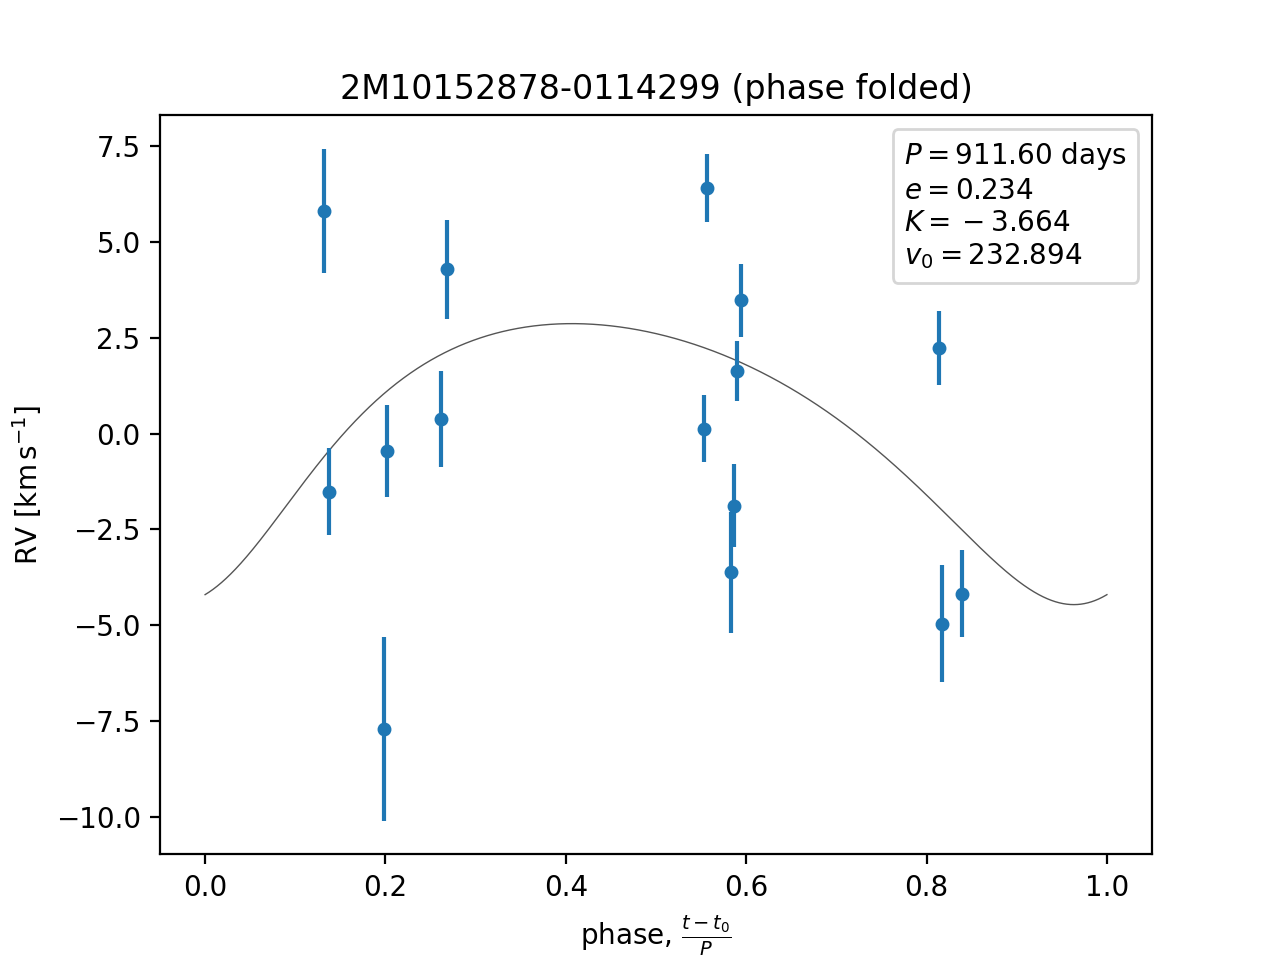 2M10152878-0114299 (phase folded)
P = 911.60 days
e = 0.234
K = −3.664
v₀ = 232.894
7.5
5.0
2.5
0.0
−2.5
−5.0
−7.5
−10.0
RV [km s⁻¹]
0.0 0.2 0.4 0.6 0.8 1.0
phase, (t − t₀)/P